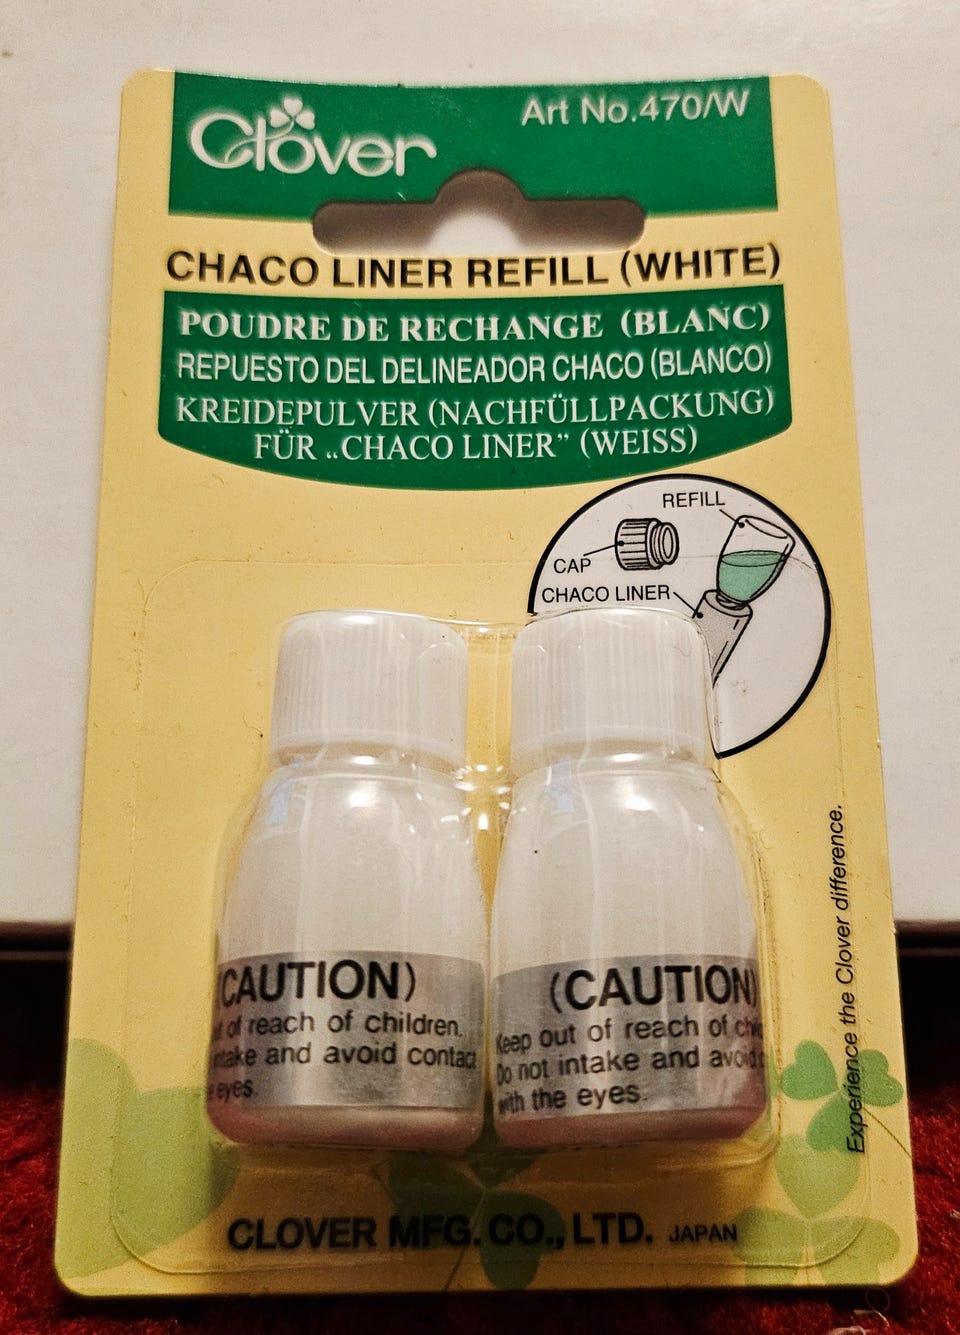 Clover
Art No.470/W
CHACO LINER REFILL (WHITE)
POUDRE DE RECHANGE (BLANC)
REPUESTO DEL DELINEADOR CHACO (BLANCO)
KREIDEPULVER (NACHFÜLLPACKUNG)
FÜR „CHACO LINER” (WEISS)
REFILL
CAP
CHACO LINER
(CAUTION)
of reach of children.
and avoid contact
eyes.
(CAUTION)
Keep out of reach of
Do not intake and avoid
with the eyes.
Experience the Clover difference.
CLOVER MFG. CO., LTD. JAPAN